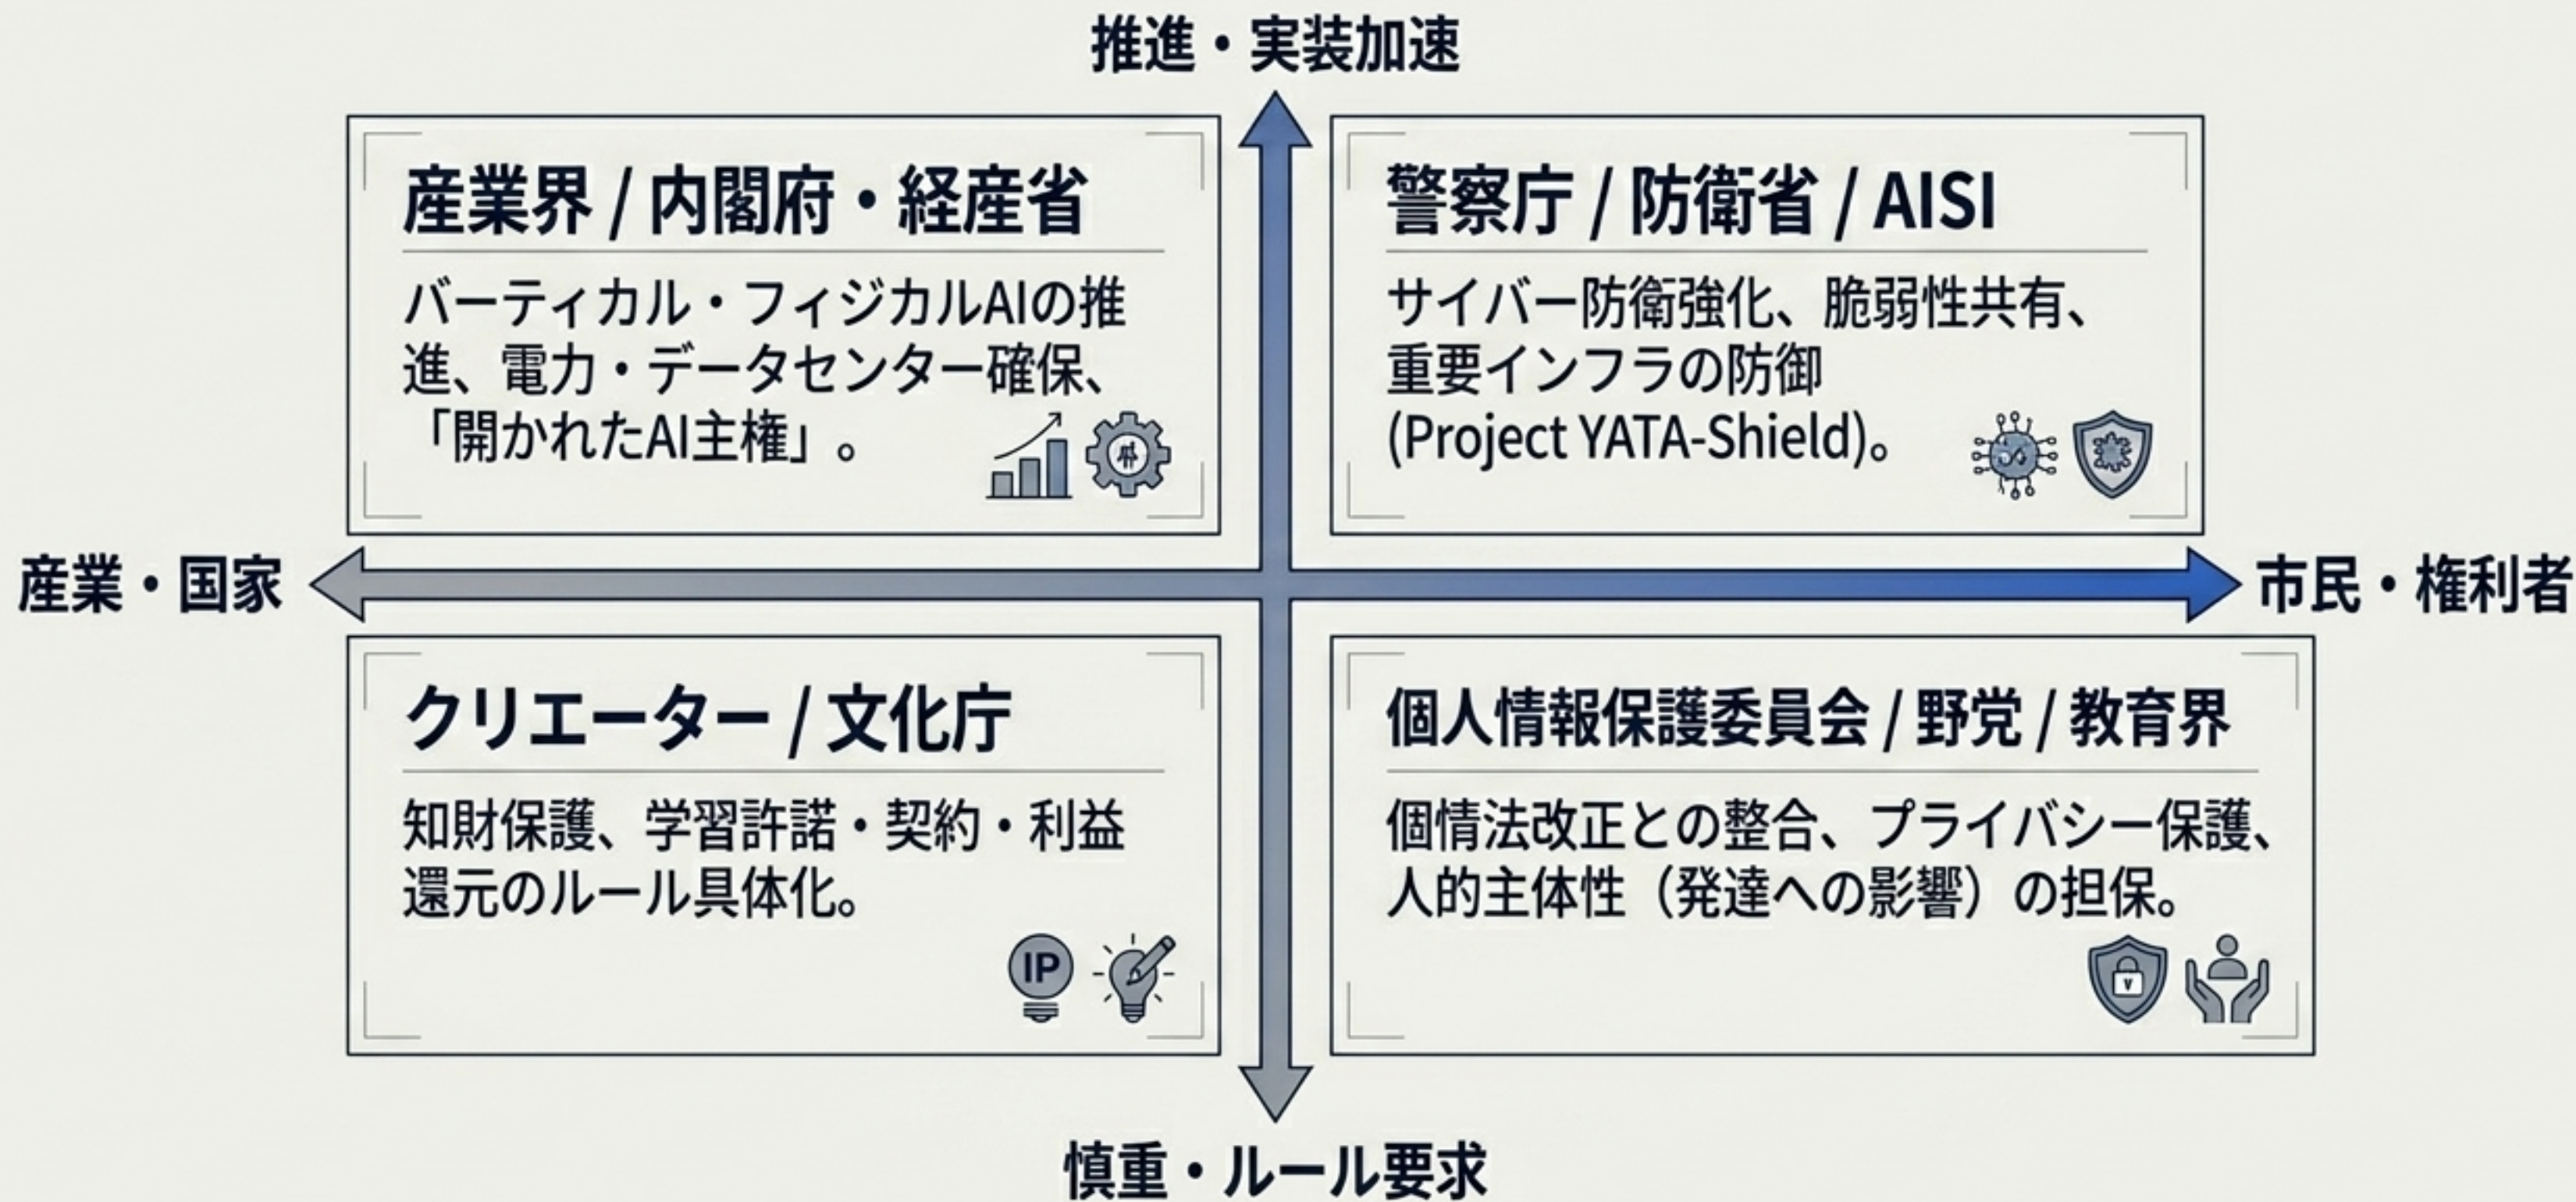 推進・実装加速
産業界 / 内閣府・経産省
バーティカル・フィジカルAIの推
進、電力・データセンター確保、
「開かれたAI主権」。
警察庁 / 防衛省 / AISI
サイバー防衛強化、脆弱性共有、
重要インフラの防御
(Project YATA-Shield)。
産業・国家
市民・権利者
クリエーター / 文化庁
知財保護、学習許諾・契約・利益
還元のルール具体化。
IP
個人情報保護委員会 / 野党 / 教育界
個情法改正との整合、プライバシー保護、
人的主体性（発達への影響）の担保。
慎重・ルール要求